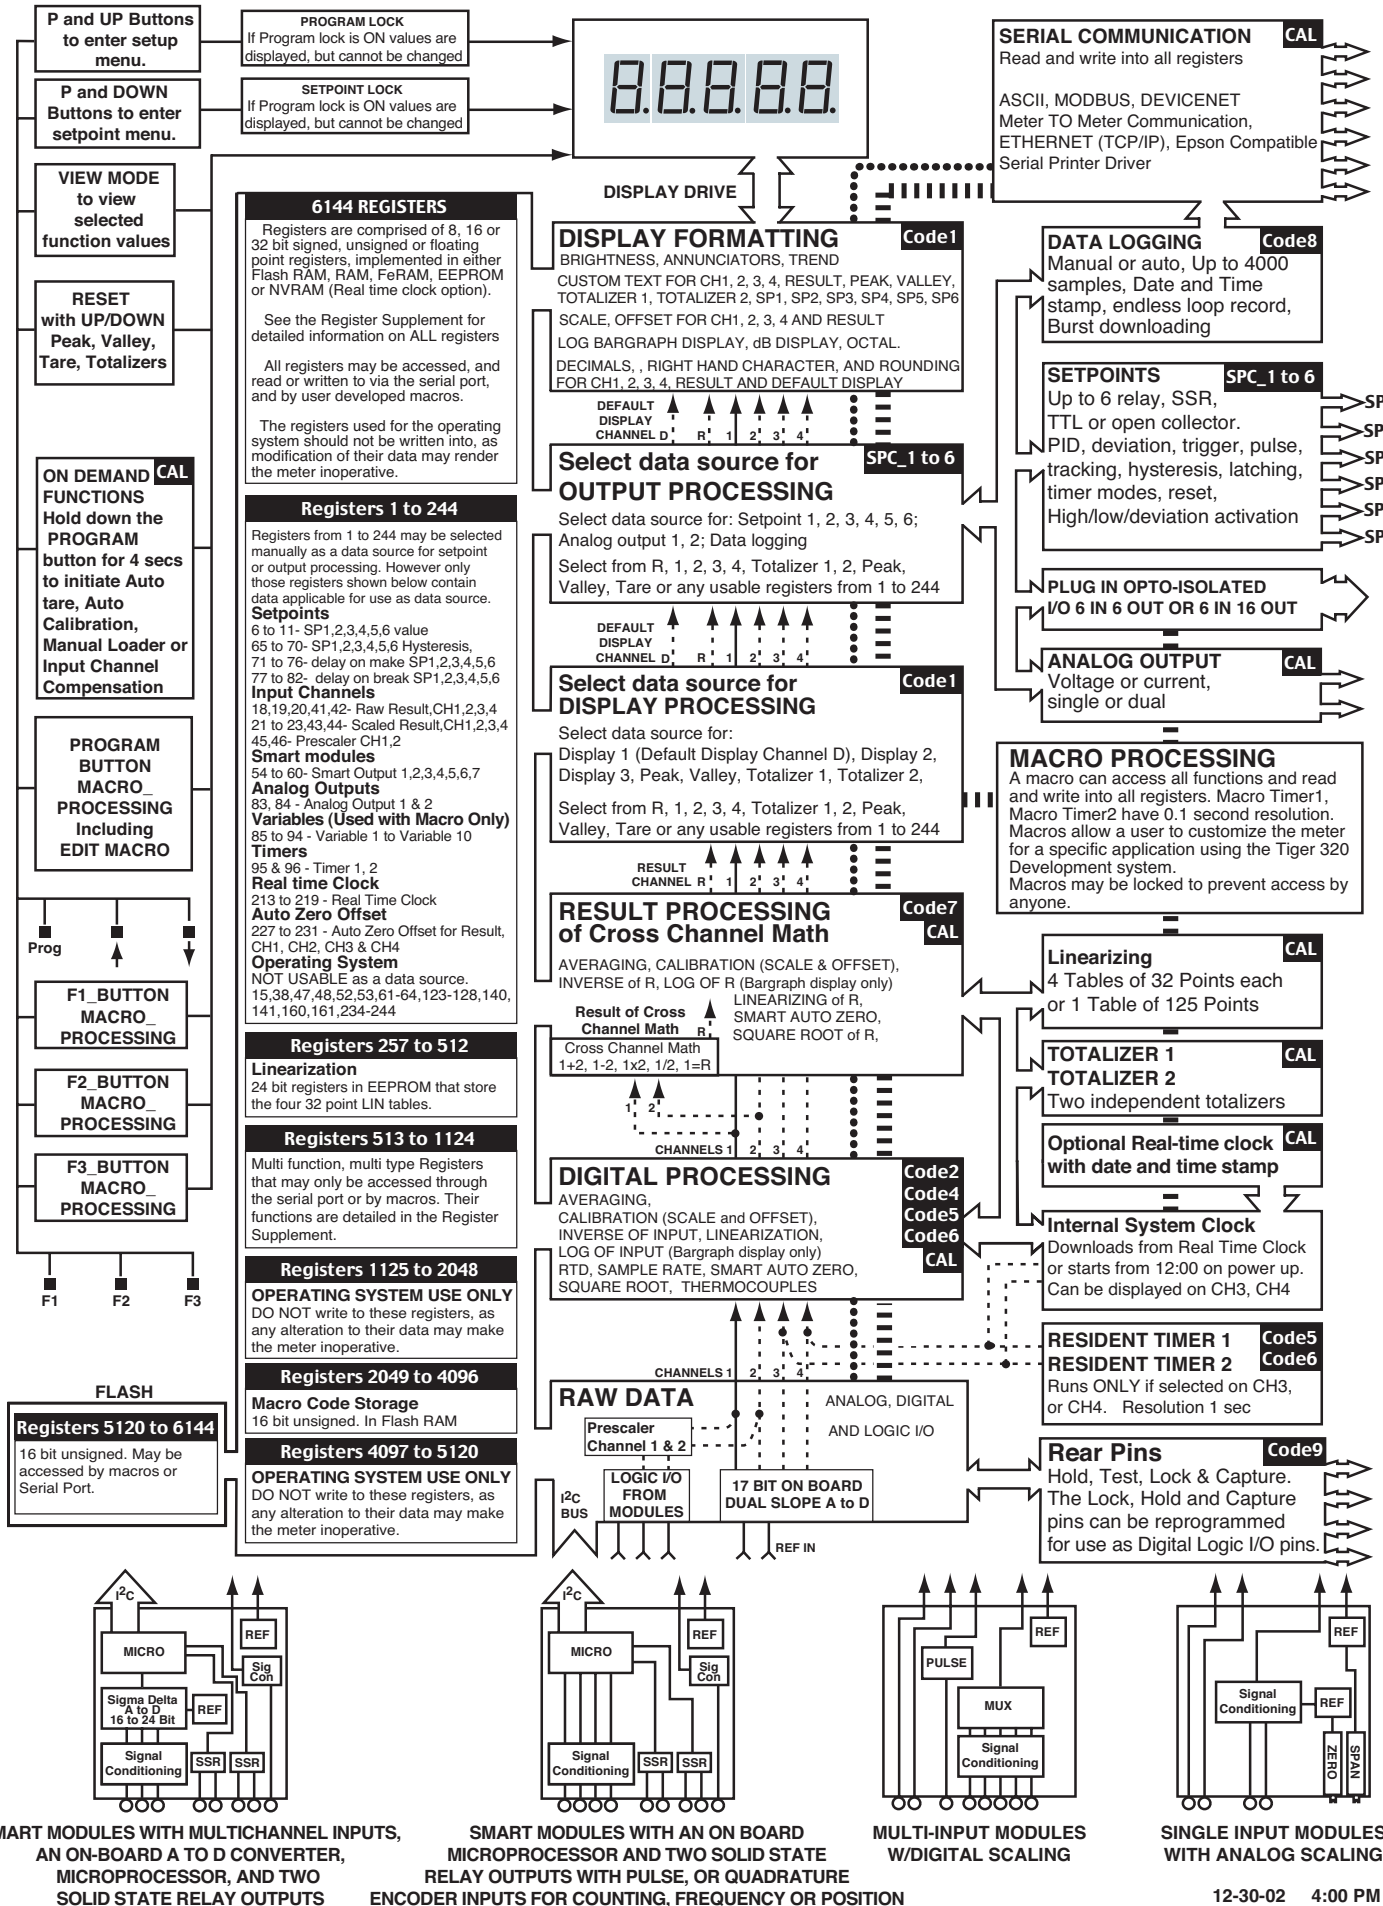 P and UP Buttons
to enter setup
menu.
PROGRAM LOCK
If Program lock is ON values are
displayed, but cannot be changed
P and DOWN
Buttons to enter
setpoint menu.
SETPOINT LOCK
If Program lock is ON values are
displayed, but cannot be changed
VIEW MODE
to view
selected
function values
RESET
with UP/DOWN
Peak, Valley,
Tare, Totalizers
ON DEMAND CAL
FUNCTIONS
Hold down the
PROGRAM
button for 4 secs
to initiate Auto
tare, Auto
Calibration,
Manual Loader or
Input Channel
Compensation
PROGRAM
BUTTON
MACRO_
PROCESSING
Including
EDIT MACRO
Prog
F1_BUTTON
MACRO_
PROCESSING
F2_BUTTON
MACRO_
PROCESSING
F3_BUTTON
MACRO_
PROCESSING
F1 F2 F3
FLASH
Registers 5120 to 6144
16 bit unsigned. May be
accessed by macros or
Serial Port.
6144 REGISTERS
Registers are comprised of 8, 16 or
32 bit signed, unsigned or floating
point registers, implemented in either
Flash RAM, RAM, FeRAM, EEPROM
or NVRAM (Real time clock option).
See the Register Supplement for
detailed information on ALL registers
All registers may be accessed, and
read or written to via the serial port,
and by user developed macros.
The registers used for the operating
system should not be written into, as
modification of their data may render
the meter inoperative.
Registers 1 to 244
Registers from 1 to 244 may be selected
manually as a data source for setpoint
or output processing. However only
those registers shown below contain
data applicable for use as data source.
Setpoints
6 to 11- SP1,2,3,4,5,6 value
65 to 70- SP1,2,3,4,5,6 Hysteresis,
71 to 76- delay on make SP1,2,3,4,5,6
77 to 82- delay on break SP1,2,3,4,5,6
Input Channels
18,19,20,41,42- Raw Result,CH1,2,3,4
21 to 23,43,44- Scaled Result,CH1,2,3,4
45,46- Prescaler CH1,2
Smart modules
54 to 60- Smart Output 1,2,3,4,5,6,7
Analog Outputs
83, 84 - Analog Output 1 & 2
Variables (Used with Macro Only)
85 to 94 - Variable 1 to Variable 10
Timers
95 & 96 - Timer 1, 2
Real time Clock
213 to 219 - Real Time Clock
Auto Zero Offset
227 to 231 - Auto Zero Offset for Result,
CH1, CH2, CH3 & CH4
Operating System
NOT USABLE as a data source.
15,38,47,48,52,53,61-64,123-128,140,
141,160,161,234-244
Registers 257 to 512
Linearization
24 bit registers in EEPROM that store
the four 32 point LIN tables.
Registers 513 to 1124
Multi function, multi type Registers
that may only be accessed through
the serial port or by macros. Their
functions are detailed in the Register
Supplement.
Registers 1125 to 2048
OPERATING SYSTEM USE ONLY
DO NOT write to these registers, as
any alteration to their data may make
the meter inoperative.
Registers 2049 to 4096
Macro Code Storage
16 bit unsigned. In Flash RAM
Registers 4097 to 5120
OPERATING SYSTEM USE ONLY
DO NOT write to these registers, as
any alteration to their data may make
the meter inoperative.
8.8.8.8.8.
DISPLAY DRIVE
DISPLAY FORMATTING Code1
BRIGHTNESS, ANNUNCIATORS, TREND
CUSTOM TEXT FOR CH1, 2, 3, 4, RESULT, PEAK, VALLEY,
TOTALIZER 1, TOTALIZER 2, SP1, SP2, SP3, SP4, SP5, SP6
SCALE, OFFSET FOR CH1, 2, 3, 4 AND RESULT
LOG BARGRAPH DISPLAY, dB DISPLAY, OCTAL.
DECIMALS, , RIGHT HAND CHARACTER, AND ROUNDING
FOR CH1, 2, 3, 4, RESULT AND DEFAULT DISPLAY
DEFAULT
DISPLAY
CHANNEL D R 1 2 3 4
Select data source for SPC_1 to 6
OUTPUT PROCESSING
Select data source for: Setpoint 1, 2, 3, 4, 5, 6;
Analog output 1, 2; Data logging
Select from R, 1, 2, 3, 4, Totalizer 1, 2, Peak,
Valley, Tare or any usable registers from 1 to 244
DEFAULT
DISPLAY
CHANNEL D R 1 2 3 4
Select data source for Code1
DISPLAY PROCESSING
Select data source for:
Display 1 (Default Display Channel D), Display 2,
Display 3, Peak, Valley, Totalizer 1, Totalizer 2,
Select from R, 1, 2, 3, 4, Totalizer 1, 2, Peak,
Valley, Tare or any usable registers from 1 to 244
RESULT
CHANNEL R 1 2 3 4
RESULT PROCESSING Code7
of Cross Channel Math CAL
AVERAGING, CALIBRATION (SCALE & OFFSET),
INVERSE of R, LOG OF R (Bargraph display only)
LINEARIZING of R,
SMART AUTO ZERO,
SQUARE ROOT of R,
Result of Cross
Channel Math R
Cross Channel Math
1+2, 1-2, 1x2, 1/2, 1=R
1 2
CHANNELS 1 2 3 4
DIGITAL PROCESSING Code2
Code4
Code5
Code6
CAL
AVERAGING,
CALIBRATION (SCALE and OFFSET),
INVERSE OF INPUT, LINEARIZATION,
LOG OF INPUT (Bargraph display only)
RTD, SAMPLE RATE, SMART AUTO ZERO,
SQUARE ROOT, THERMOCOUPLES
CHANNELS 1 2 3 4
RAW DATA
ANALOG, DIGITAL
AND LOGIC I/O
Prescaler
Channel 1 & 2
LOGIC I/O
FROM
MODULES
17 BIT ON BOARD
DUAL SLOPE A to D
I2C
BUS
REF IN
SERIAL COMMUNICATION CAL
Read and write into all registers
ASCII, MODBUS, DEVICENET
Meter TO Meter Communication,
ETHERNET (TCP/IP), Epson Compatible
Serial Printer Driver
DATA LOGGING Code8
Manual or auto, Up to 4000
samples, Date and Time
stamp, endless loop record,
Burst downloading
SETPOINTS SPC_1 to 6
Up to 6 relay, SSR,
TTL or open collector.
PID, deviation, trigger, pulse,
tracking, hysteresis, latching,
timer modes, reset,
High/low/deviation activation
SP
SP
SP
SP
SP
SP
PLUG IN OPTO-ISOLATED
I/O 6 IN 6 OUT OR 6 IN 16 OUT
ANALOG OUTPUT CAL
Voltage or current,
single or dual
MACRO PROCESSING
A macro can access all functions and read
and write into all registers. Macro Timer1,
Macro Timer2 have 0.1 second resolution.
Macros allow a user to customize the meter
for a specific application using the Tiger 320
Development system.
Macros may be locked to prevent access by
anyone.
Linearizing CAL
4 Tables of 32 Points each
or 1 Table of 125 Points
TOTALIZER 1 CAL
TOTALIZER 2
Two independent totalizers
Optional Real-time clock CAL
with date and time stamp
Internal System Clock
Downloads from Real Time Clock
or starts from 12:00 on power up.
Can be displayed on CH3, CH4
RESIDENT TIMER 1 Code5
RESIDENT TIMER 2 Code6
Runs ONLY if selected on CH3,
or CH4. Resolution 1 sec
Rear Pins Code9
Hold, Test, Lock & Capture.
The Lock, Hold and Capture
pins can be reprogrammed
for use as Digital Logic I/O pins.
I2C
MICRO
REF
Sig
Con
Sigma Delta
A to D
16 to 24 Bit
REF
Signal
Conditioning
SSR SSR
MART MODULES WITH MULTICHANNEL INPUTS,
AN ON-BOARD A TO D CONVERTER,
MICROPROCESSOR, AND TWO
SOLID STATE RELAY OUTPUTS
I2C
MICRO
REF
Sig
Con
Signal
Conditioning
SSR SSR
SMART MODULES WITH AN ON BOARD
MICROPROCESSOR AND TWO SOLID STATE
RELAY OUTPUTS WITH PULSE, OR QUADRATURE
ENCODER INPUTS FOR COUNTING, FREQUENCY OR POSITION
REF
PULSE
MUX
Signal
Conditioning
MULTI-INPUT MODULES
W/DIGITAL SCALING
REF
Signal
Conditioning
REF
ZERO
SPAN
SINGLE INPUT MODULES
WITH ANALOG SCALING
12-30-02 4:00 PM